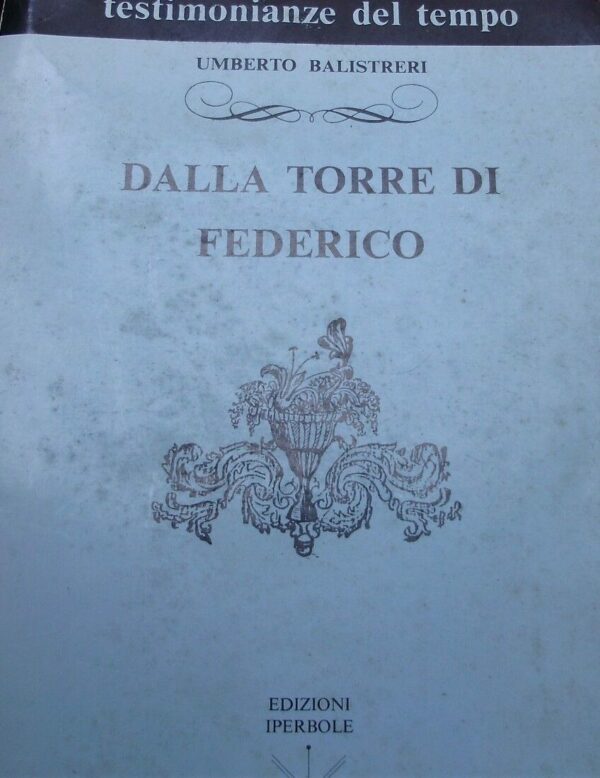 testimonianze del tempo
UMBERTO BALISTRERI
DALLA TORRE DI
FEDERICO
EDIZIONI
IPERBOLE